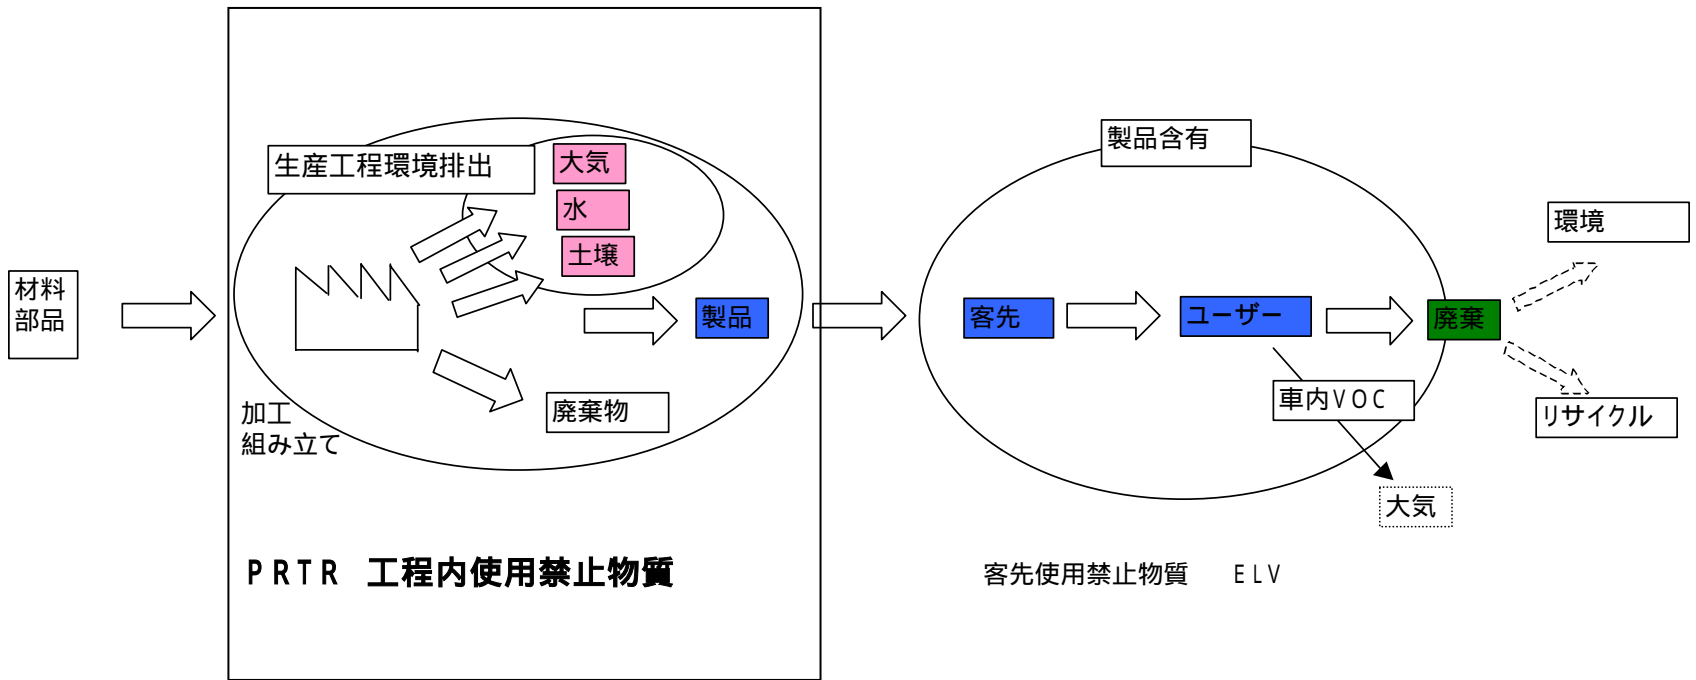 材料
部品
生産工程環境排出
大気
水
土壌
製品
廃棄物
加工
組み立て
PRTR 工程内使用禁止物質
製品含有
客先
ユーザー
廃棄
車内VOC
大気
環境
リサイクル
客先使用禁止物質 ELV